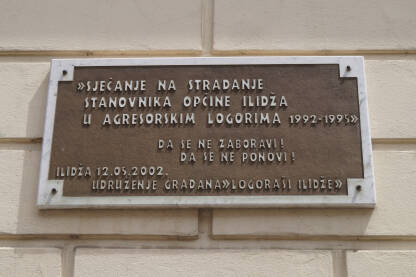 »SJEĆANJE NA STRADANJE
STANOVNIKA OPĆINE ILIDŽA
U AGRESORSKIM LOGORIMA 1992-1995»
DA SE NE ZABORAVI!
DA SE NE PONOVI!
ILIDŽA 12.05.2002.
UDRUŽENJE GRAĐANA»LOGORAŠI ILIDŽE»